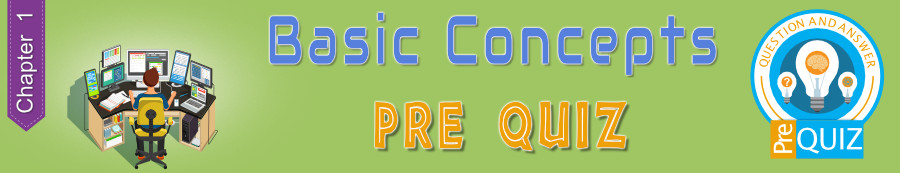 Chapter 1
Basic Concepts
PRE QUIZ
QUESTION AND ANSWER
?
Pre QUIZ